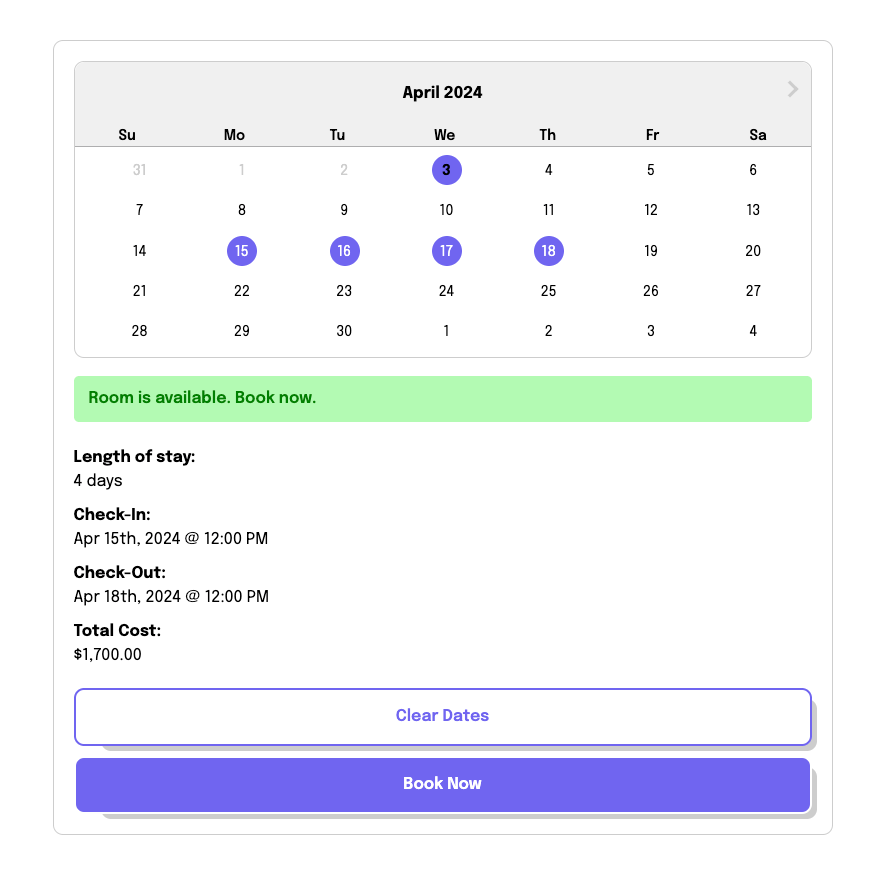 April 2024
Su Mo Tu We Th Fr Sa
31 1 2 3 4 5 6
7 8 9 10 11 12 13
14 15 16 17 18 19 20
21 22 23 24 25 26 27
28 29 30 1 2 3 4
Room is available. Book now.
Length of stay:
4 days
Check-In:
Apr 15th, 2024 @ 12:00 PM
Check-Out:
Apr 18th, 2024 @ 12:00 PM
Total Cost:
$1,700.00
Clear Dates
Book Now